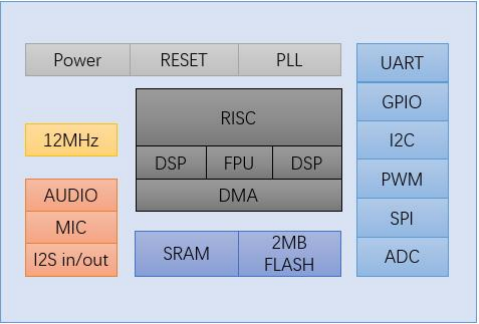 Power
RESET
PLL
UART
GPIO
I2C
PWM
SPI
ADC
12MHz
RISC
DSP
FPU
DSP
DMA
AUDIO
MIC
I2S in/out
SRAM
2MB
FLASH